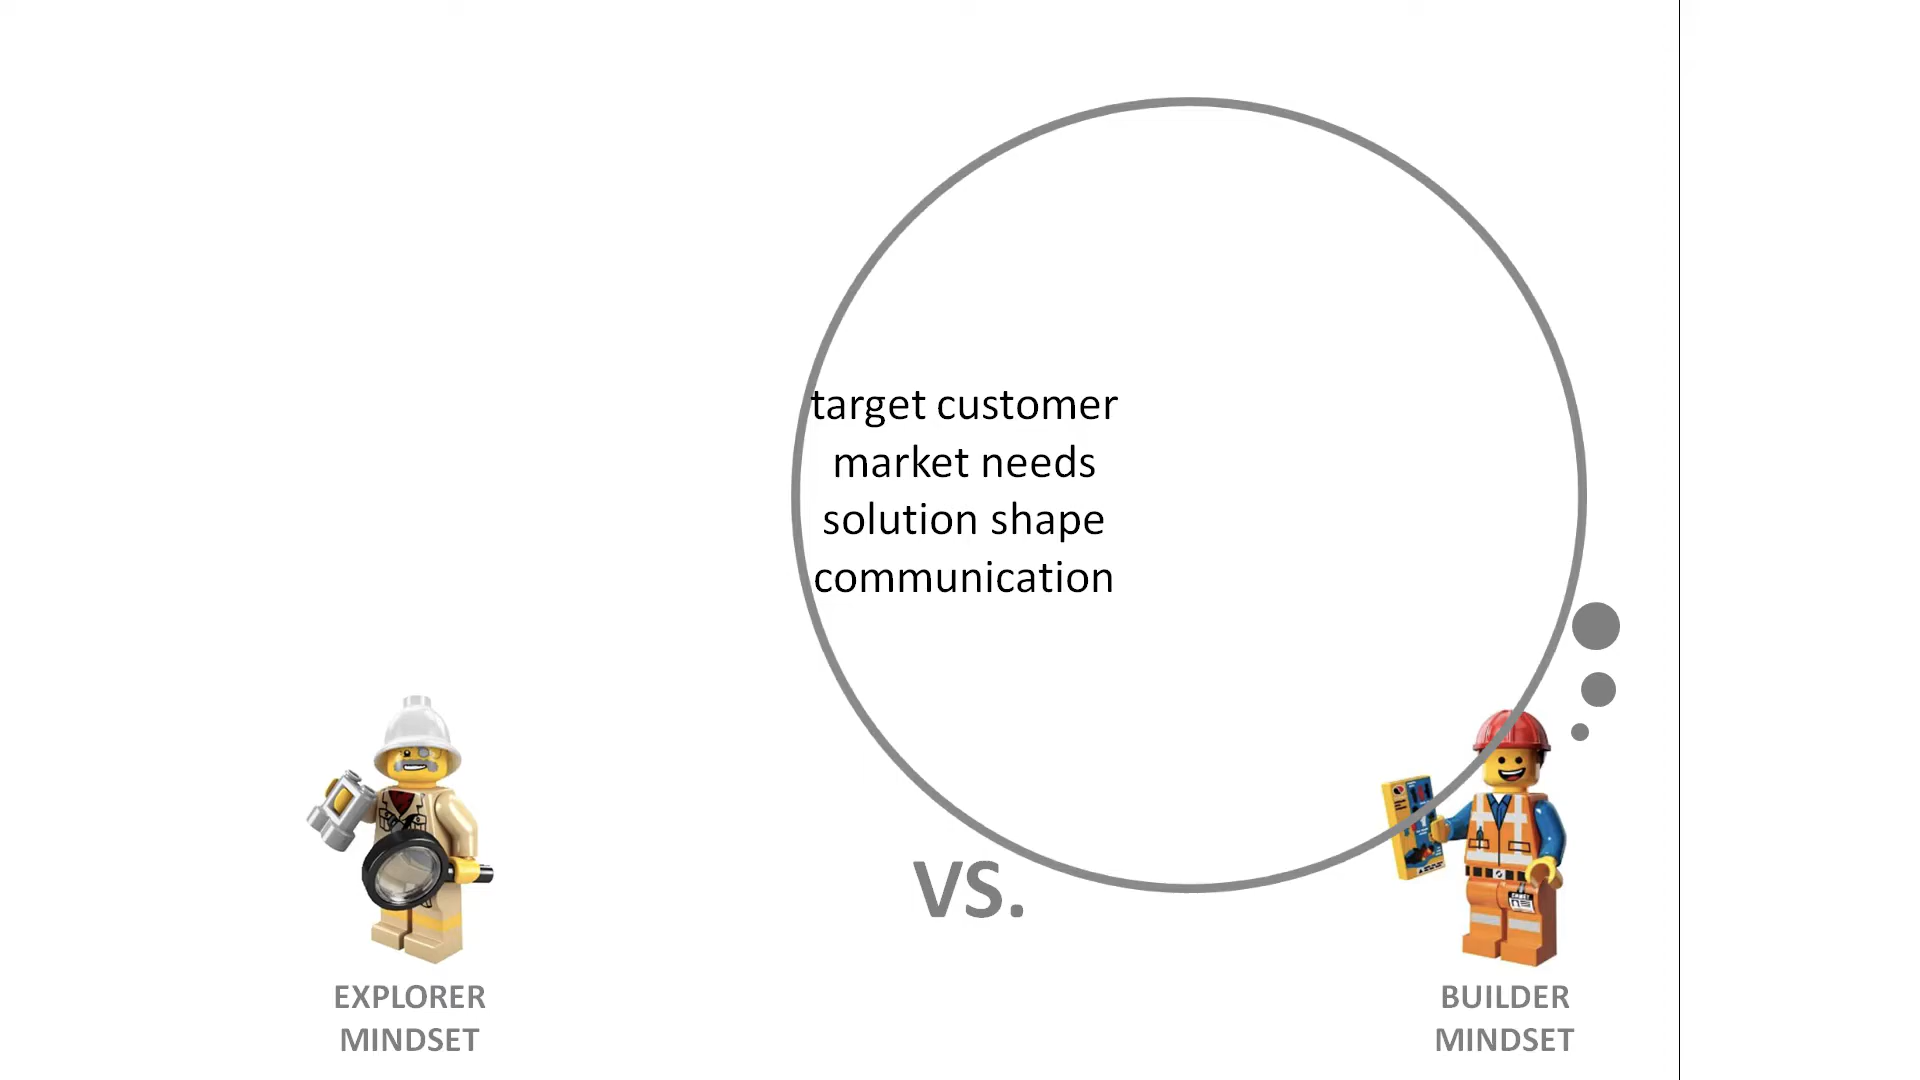 target customer
market needs
solution shape
communication
VS.
EXPLORER
MINDSET
BUILDER
MINDSET